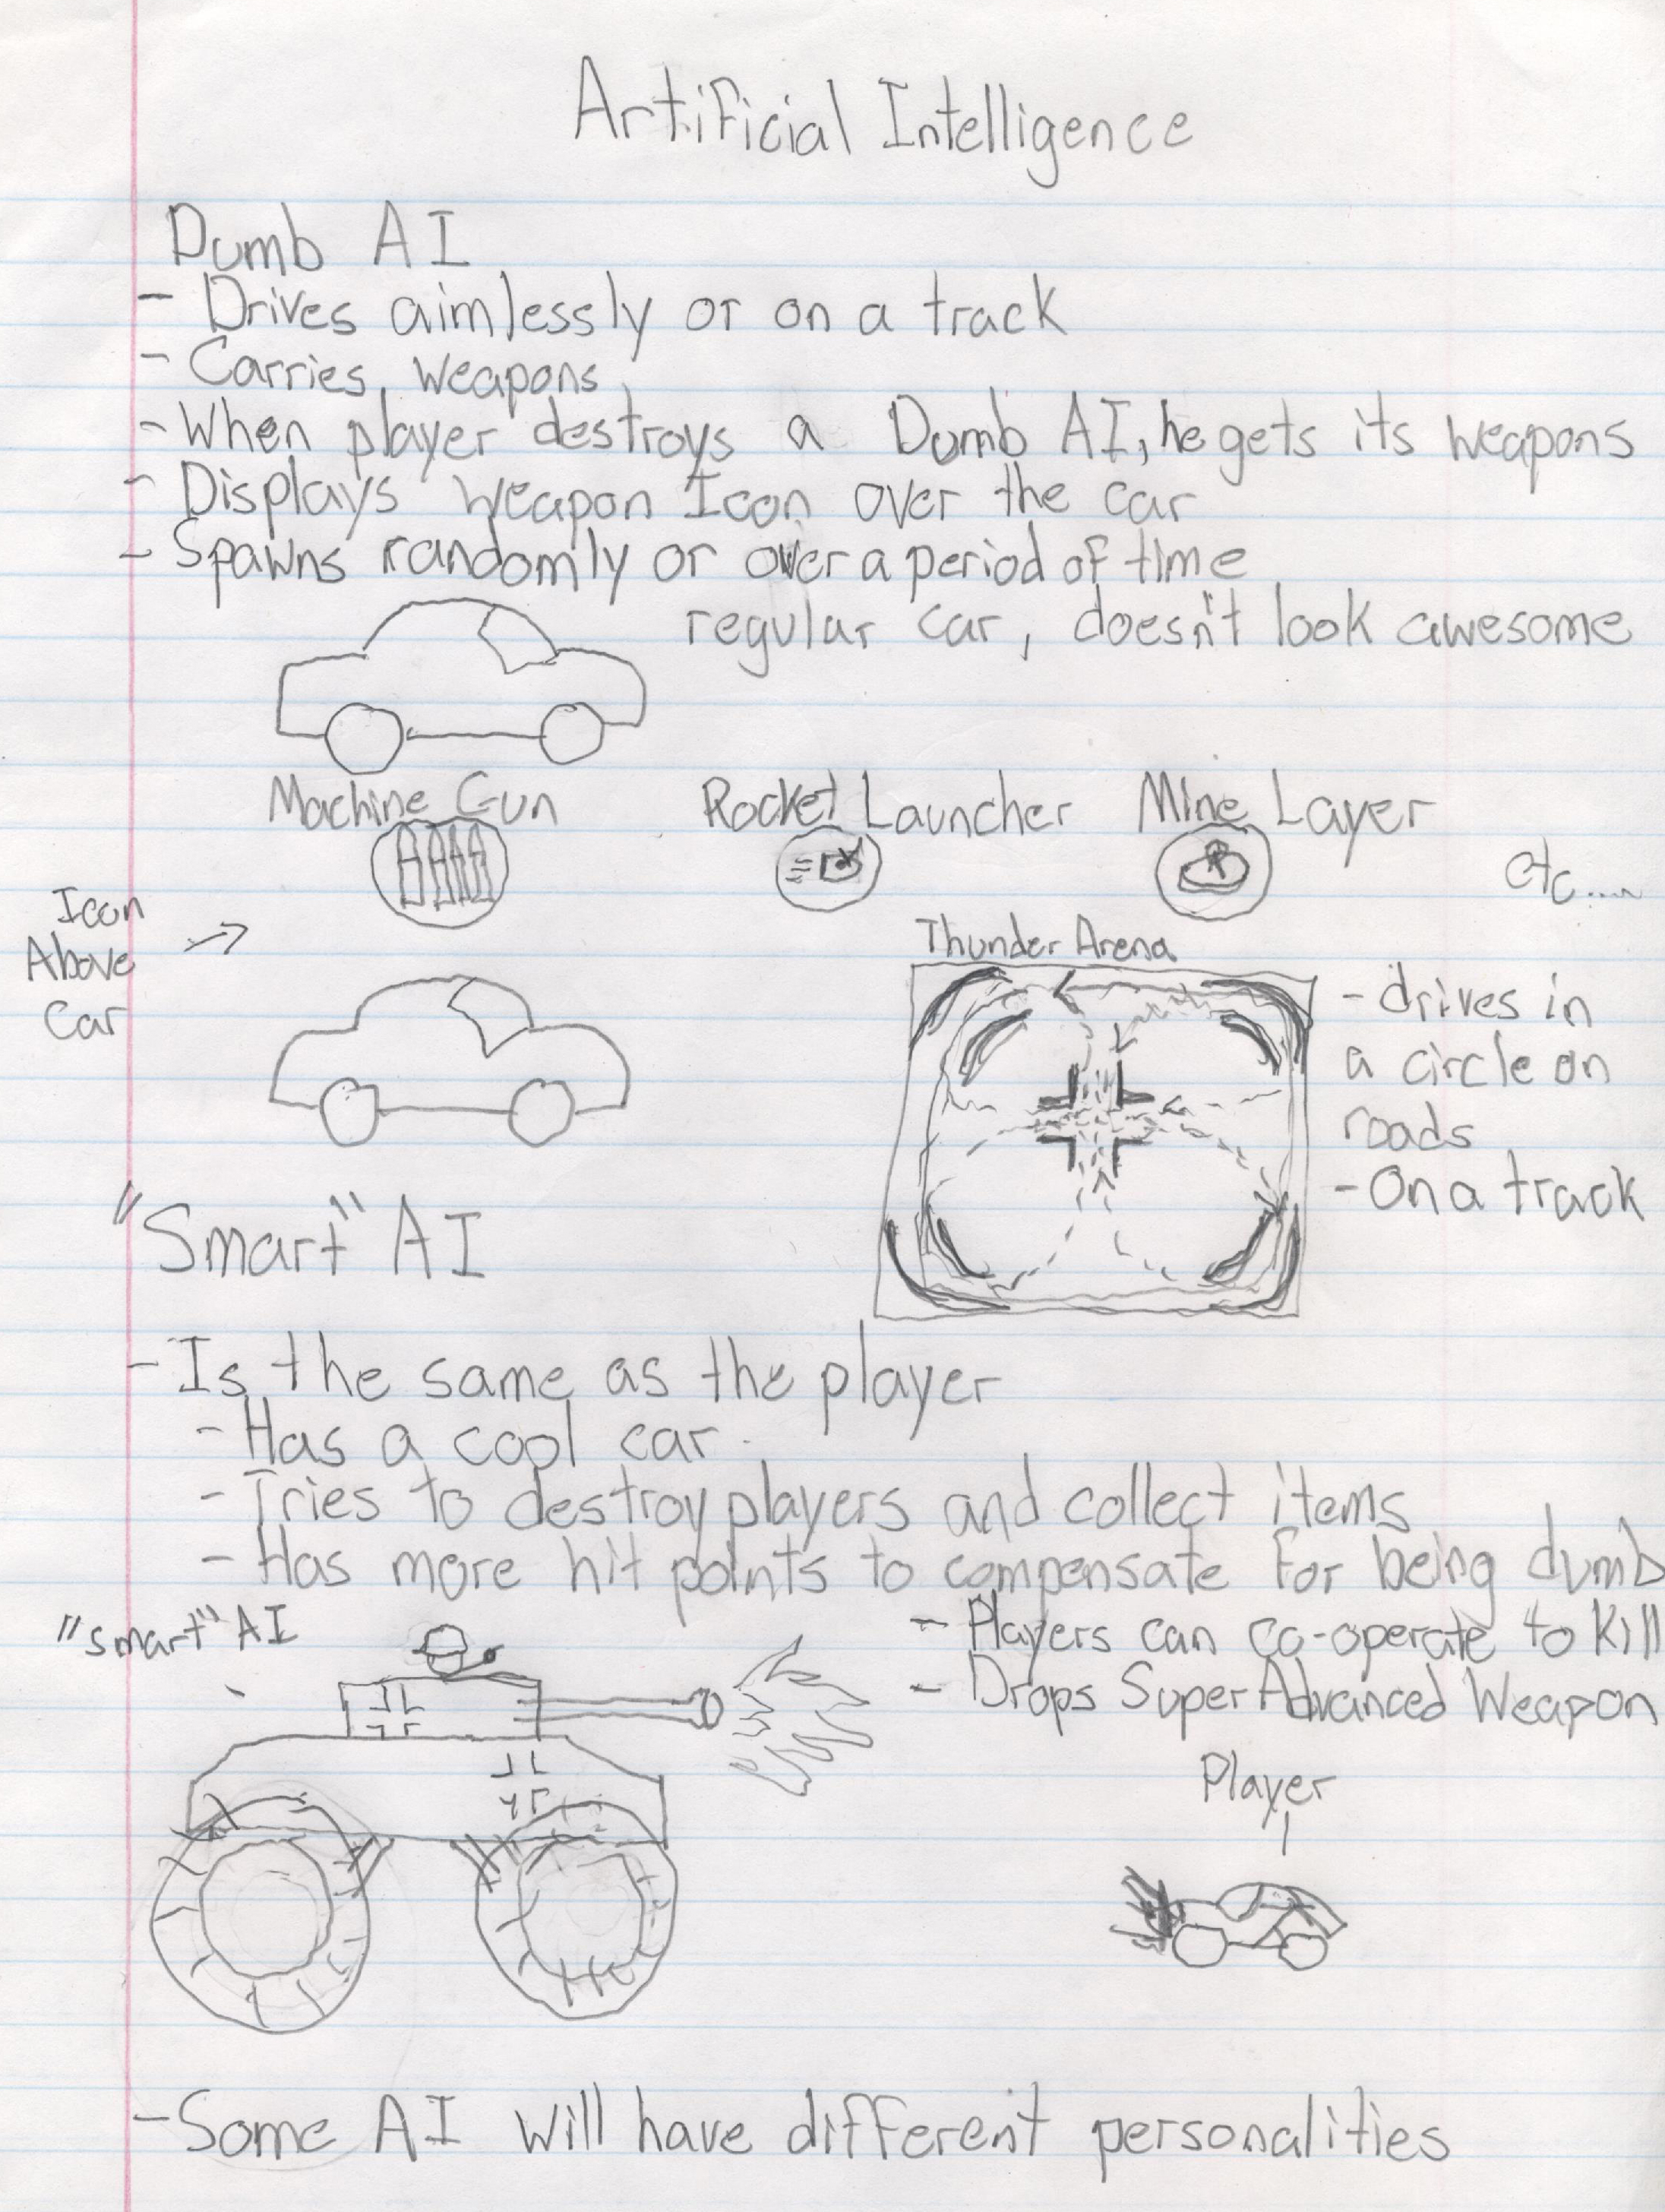 Artificial Intelligence
Dumb AI
- Drives aimlessly or on a track
- Carries weapons
- When player destroys a Dumb AI, he gets its weapons
- Displays weapon Icon over the car
- Spawns randomly or over a period of time
regular car, doesn't look awesome
Machine Gun
Rocket Launcher
Mine Layer
etc....
Icon
Above
Car
Thunder Arena
- drives in
a circle on
roads
- On a track
"Smart" AI
- Is the same as the player
- Has a cool car.
- Tries to destroy players and collect items
- Has more hit points to compensate for being dumb
"smart" AI
- Players can co-operate to kill
- Drops Super Advanced Weapon
Player
- Some AI will have different personalities